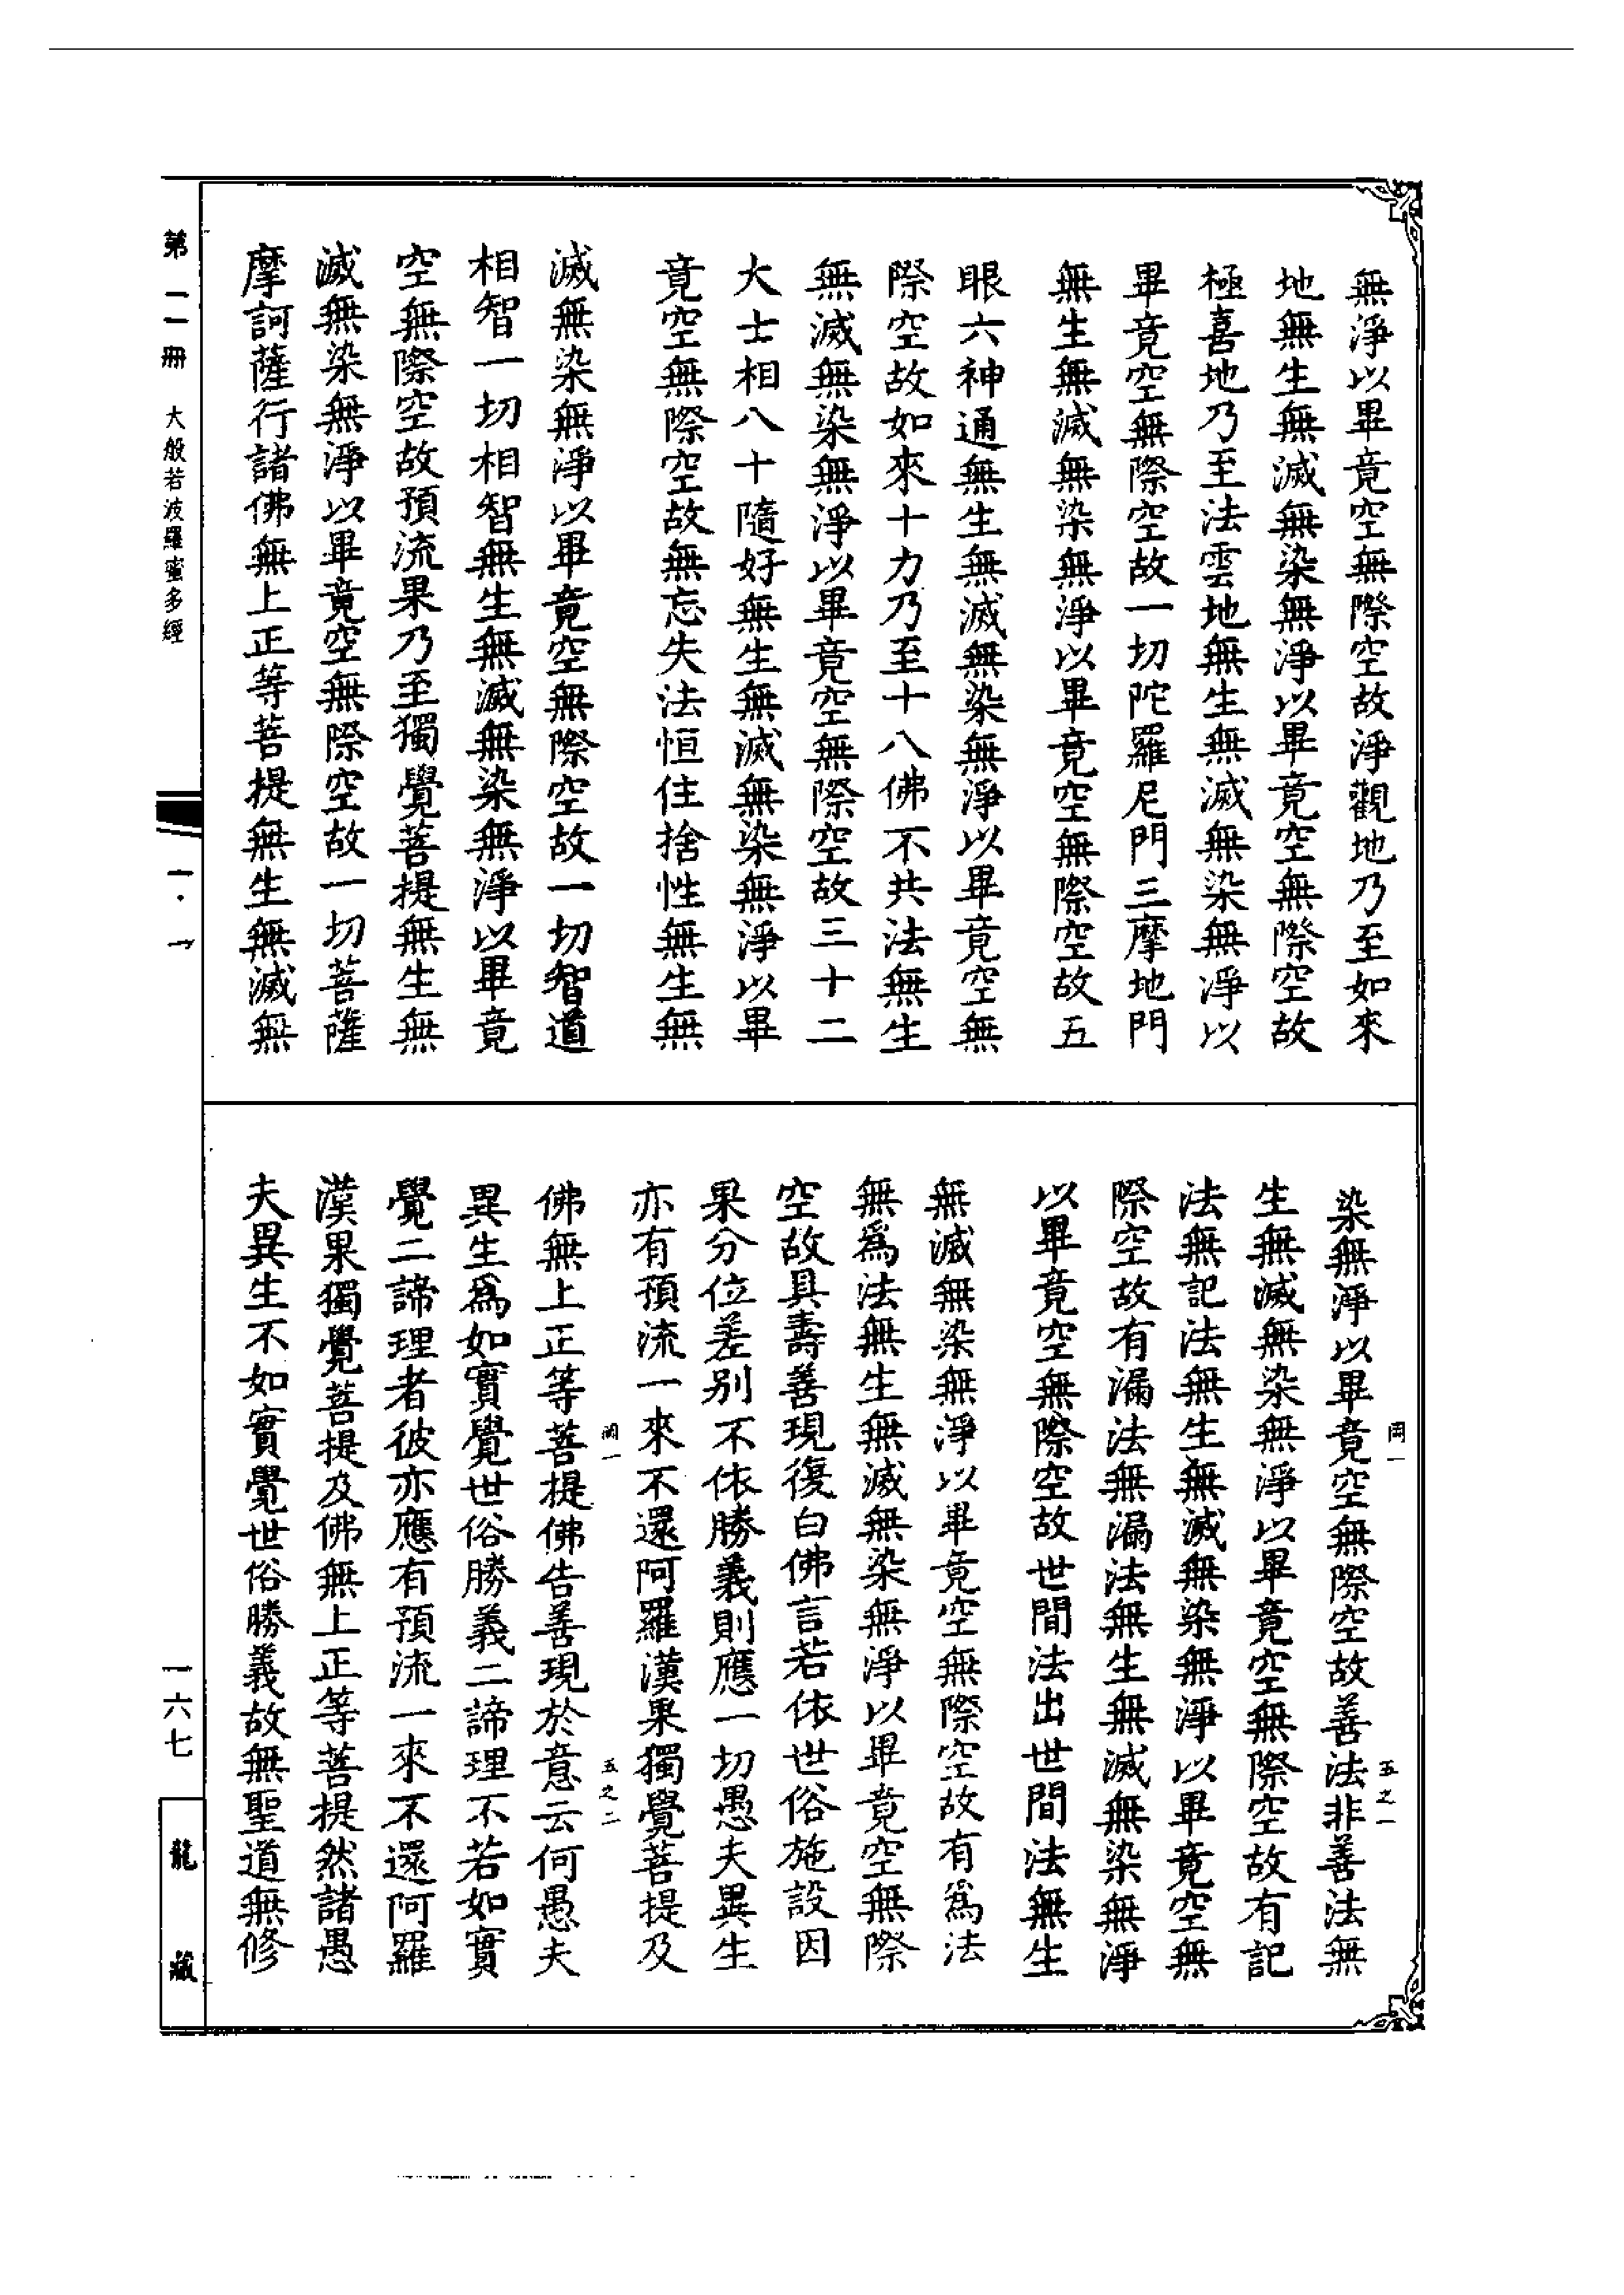 無淨以畢竟空無際空故淨觀地乃至如來
地無生無滅無染無淨以畢竟空無際空故
極喜地乃至法雲地無生無滅無染無淨以
畢竟空無際空故一切陀羅尼門三摩地門
無生無滅無染無淨以畢竟空無際空故五
眼六神通無生無滅無染無淨以畢竟空無
際空故如來十力乃至十八佛不共法無生
無滅無染無淨以畢竟空無際空故三十二
大士相八十隨好無生無滅無染無淨以畢
竟空無際空故無忘失法恒住捨性無生無
滅無染無淨以畢竟空無際空故一切智道
相智一切相智無生無滅無染無淨以畢竟
空無際空故預流果乃至獨覺菩提無生無
滅無染無淨以畢竟空無際空故一切菩薩
摩訶薩行諸佛無上正等菩提無生無滅無
染無淨以畢竟空無際空故善法非善法無
生無滅無染無淨以畢竟空無際空故有記
法無記法無生無滅無染無淨以畢竟空無
際空故有漏法無漏法無生無滅無染無淨
以畢竟空無際空故世間法出世間法無生
無滅無染無淨以畢竟空無際空故有爲法
無爲法無生無滅無染無淨以畢竟空無際
空故具壽善現復白佛言若依世俗施設因
果分位差別不依勝義則應一切愚夫異生
亦有預流一來不還阿羅漢果獨覺菩提及
佛無上正等菩提佛告善現於意云何愚夫
異生爲如實覺世俗勝義二諦理不若如實
覺二諦理者彼亦應有預流一來不還阿羅
漢果獨覺菩提及佛無上正等菩提然諸愚
夫異生不如實覺世俗勝義故無聖道無修
五之一
五之二
大般若波羅蜜多經
一六七
龍藏